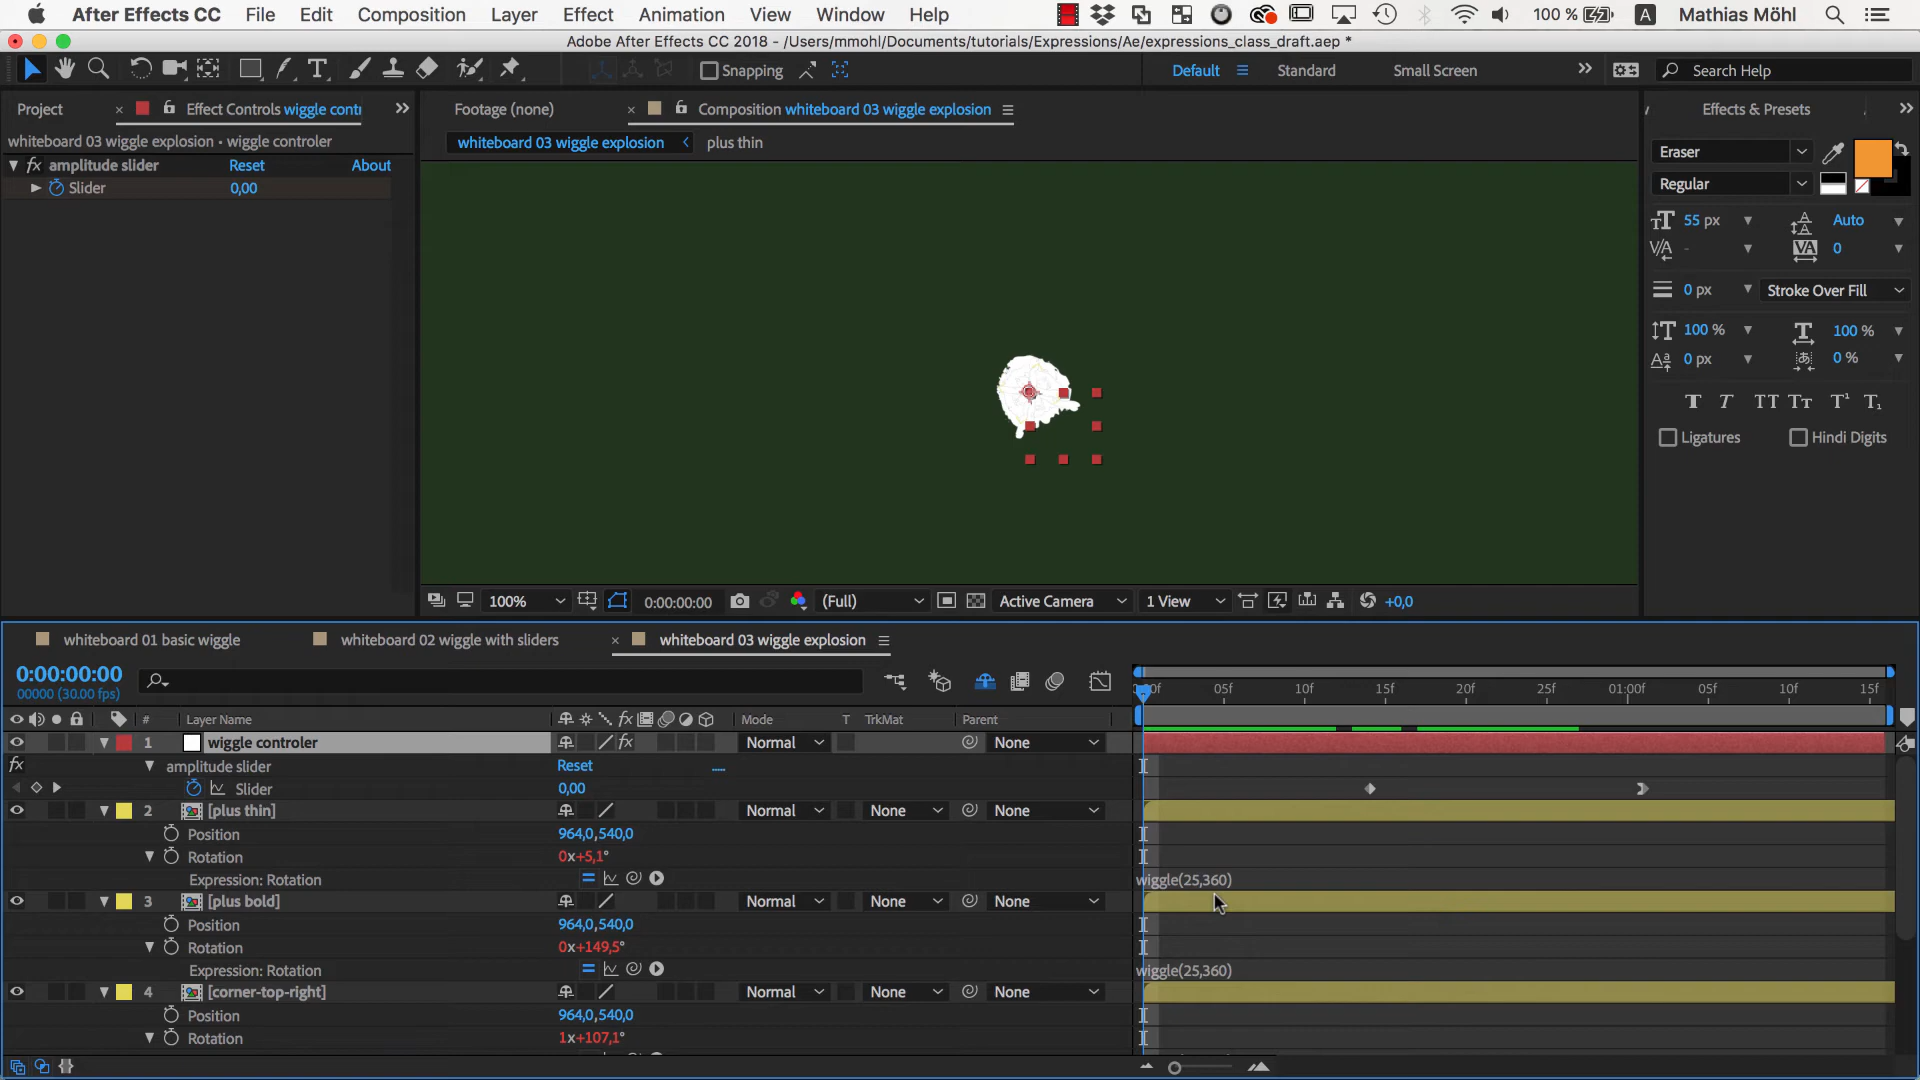 After Effects CC File Edit Composition Layer Effect Animation View Window Help 100 % A Mathias Möhl
Adobe After Effects CC 2018 - /Users/mmohl/Documents/tutorials/Expressions/Ae/expressions_class_draft.aep *
Snapping Default Standard Small Screen Search Help
Project Effect Controls wiggle contr Footage (none) Composition whiteboard 03 wiggle explosion Effects & Presets
whiteboard 03 wiggle explosion • wiggle controler whiteboard 03 wiggle explosion plus thin
fx amplitude slider Reset About
Slider 0,00
Eraser
Regular
55 px Auto
- 0
0 px Stroke Over Fill
100 % 100 %
0 px 0 %
Ligatures Hindi Digits
100% 0:00:00:00 (Full) Active Camera 1 View +0,0
whiteboard 01 basic wiggle whiteboard 02 wiggle with sliders whiteboard 03 wiggle explosion
0:00:00:00
00000 (30.00 fps)
05f 10f 15f 20f 25f 01:00f 05f 10f 15f
# Layer Name Mode T TrkMat Parent
1 wiggle controler Normal None
fx amplitude slider Reset
Slider 0,00
2 [plus thin] Normal None None
Position 964,0,540,0
Rotation 0x+5,1°
Expression: Rotation wiggle(25,360)
3 [plus bold] Normal None None
Position 964,0,540,0
Rotation 0x+149,5°
Expression: Rotation wiggle(25,360)
4 [corner-top-right] Normal None None
Position 964,0,540,0
Rotation 1x+107,1°